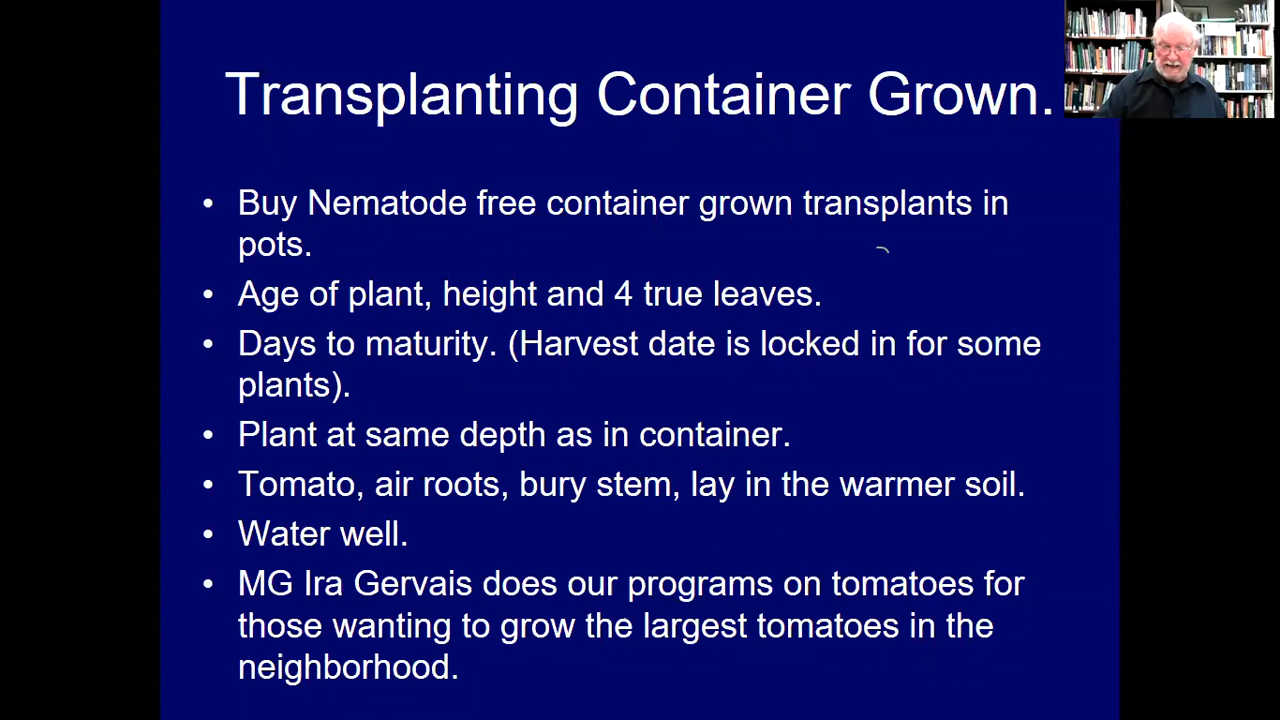 Transplanting Container Grown.
• Buy Nematode free container grown transplants in
pots.
• Age of plant, height and 4 true leaves.
• Days to maturity. (Harvest date is locked in for some
plants).
• Plant at same depth as in container.
• Tomato, air roots, bury stem, lay in the warmer soil.
• Water well.
• MG Ira Gervais does our programs on tomatoes for
those wanting to grow the largest tomatoes in the
neighborhood.